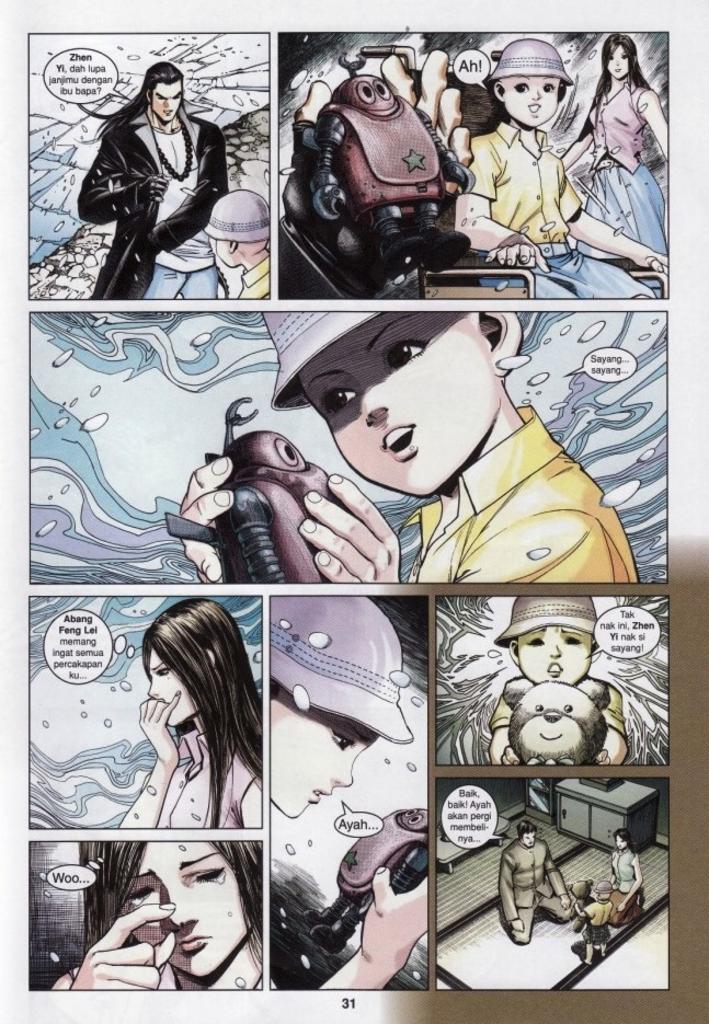 Zhen
Yi, dah lupa
janjimu dengan
ibu bapa?
Ah!
Sayang...
sayang...
Abang
Feng Lei
memang
ingat semua
percakapan
ku...
Woo...
Ayah...
Tak
nak ini, Zhen
Yi nak si
sayang!
Baik,
baik! Ayah
akan pergi
membeli-
nya...
31